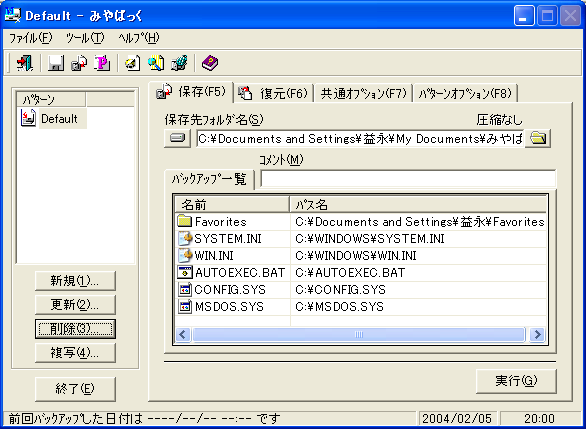 Default - みやばっく
ﾌｧｲﾙ(F) ﾂｰﾙ(T) ﾍﾙﾌﾟ(H)
ﾊﾟﾀｰﾝ
Default
新規(1)...
更新(2)...
削除(3)...
複写(4)...
終了(E)
保存(F5) 復元(F6) 共通ｵﾌﾟｼｮﾝ(F7) ﾊﾟﾀｰﾝｵﾌﾟｼｮﾝ(F8)
保存先フォルダ名(S) 圧縮なし
C:¥Documents and Settings¥益永¥My Documents¥みやば
ｺﾒﾝﾄ(M)
ﾊﾞｯｸｱｯﾌﾟ一覧
名前 ﾊﾟｽ名
Favorites C:¥Documents and Settings¥益永¥Favorites
SYSTEM.INI C:¥WINDOWS¥SYSTEM.INI
WIN.INI C:¥WINDOWS¥WIN.INI
AUTOEXEC.BAT C:¥AUTOEXEC.BAT
CONFIG.SYS C:¥CONFIG.SYS
MSDOS.SYS C:¥MSDOS.SYS
実行(G)
前回ﾊﾞｯｸｱｯﾌﾟした日付は ----/--/-- --:-- です 2004/02/05 20:00